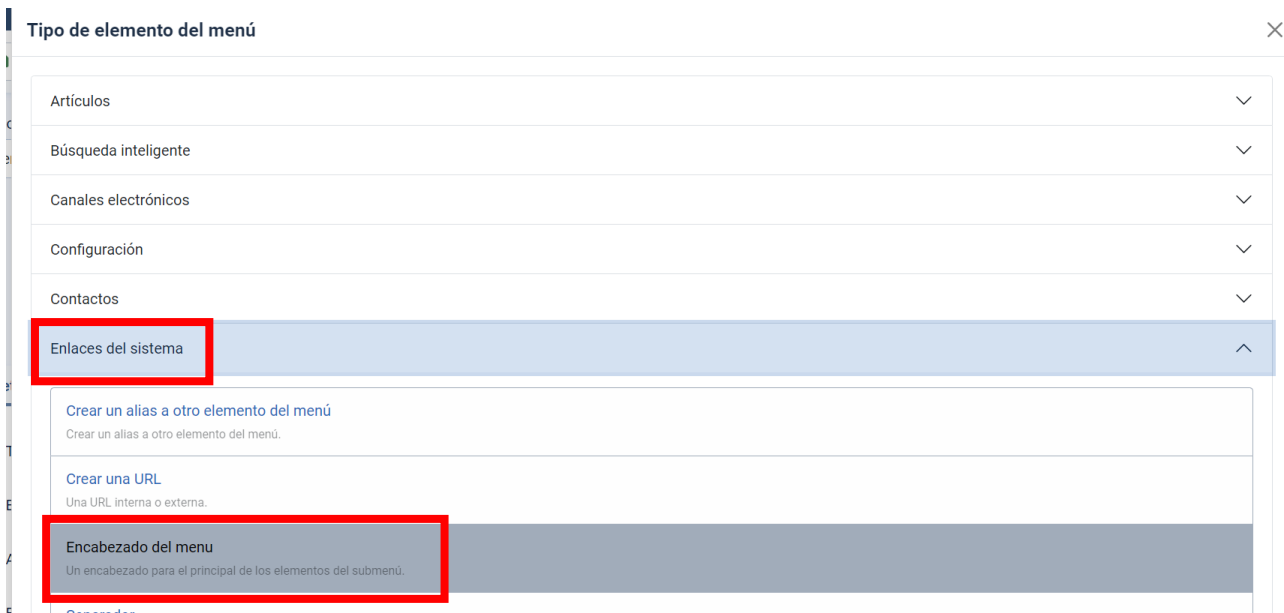 Tipo de elemento del menú
Artículos
Búsqueda inteligente
Canales electrónicos
Configuración
Contactos
Enlaces del sistema
Crear un alias a otro elemento del menú
Crear un alias a otro elemento del menú.
Crear una URL
Una URL interna o externa.
Encabezado del menu
Un encabezado para el principal de los elementos del submenú.